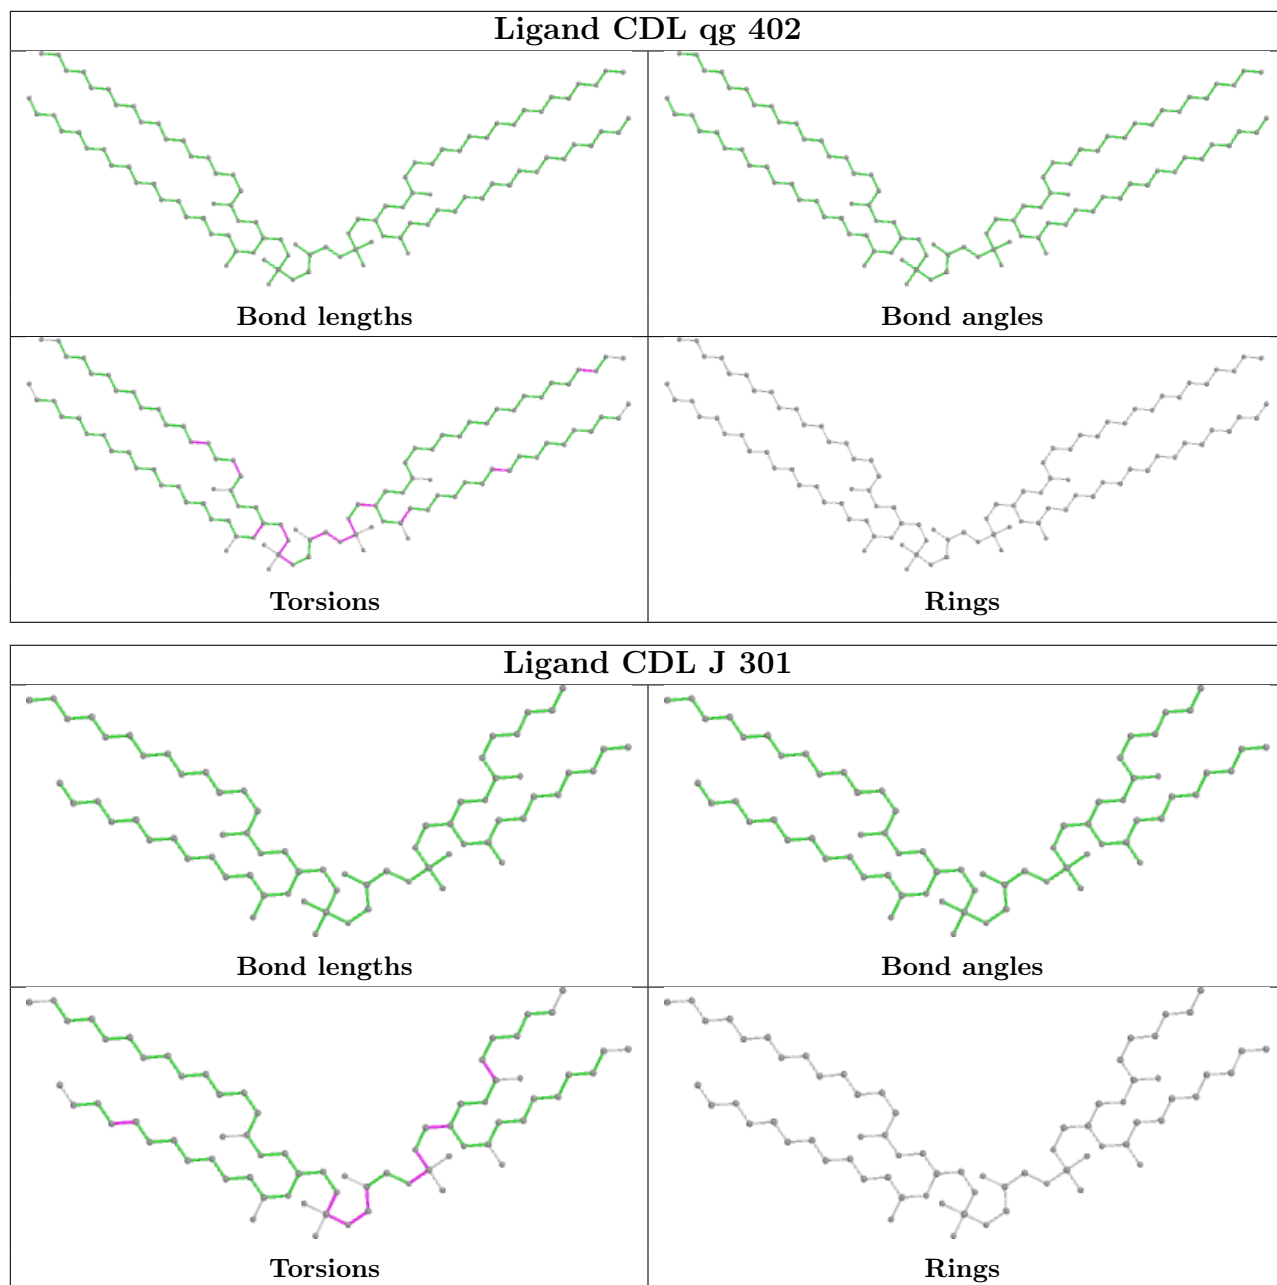 Ligand CDL qg 402
Bond lengths
Bond angles
Torsions
Rings
Ligand CDL J 301
Bond lengths
Bond angles
Torsions
Rings